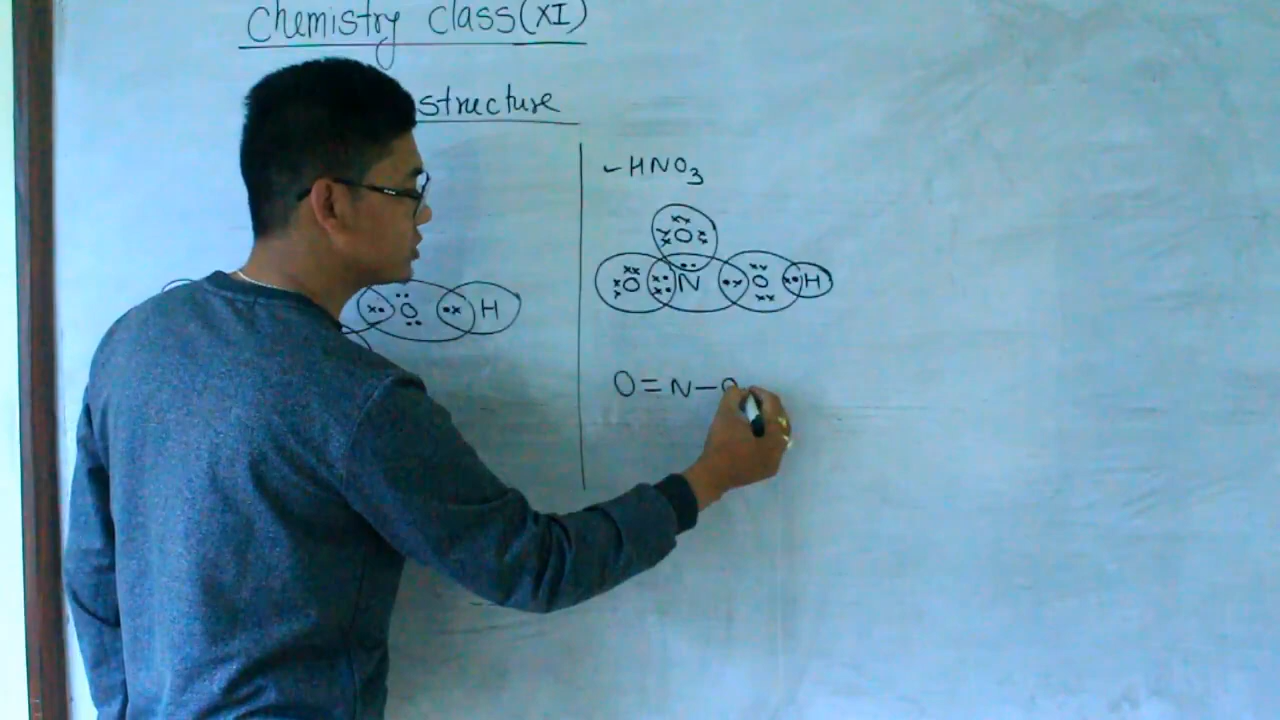 Chemistry class(XI)
structure
HNO3
O
O N O H
O H
O=N-O